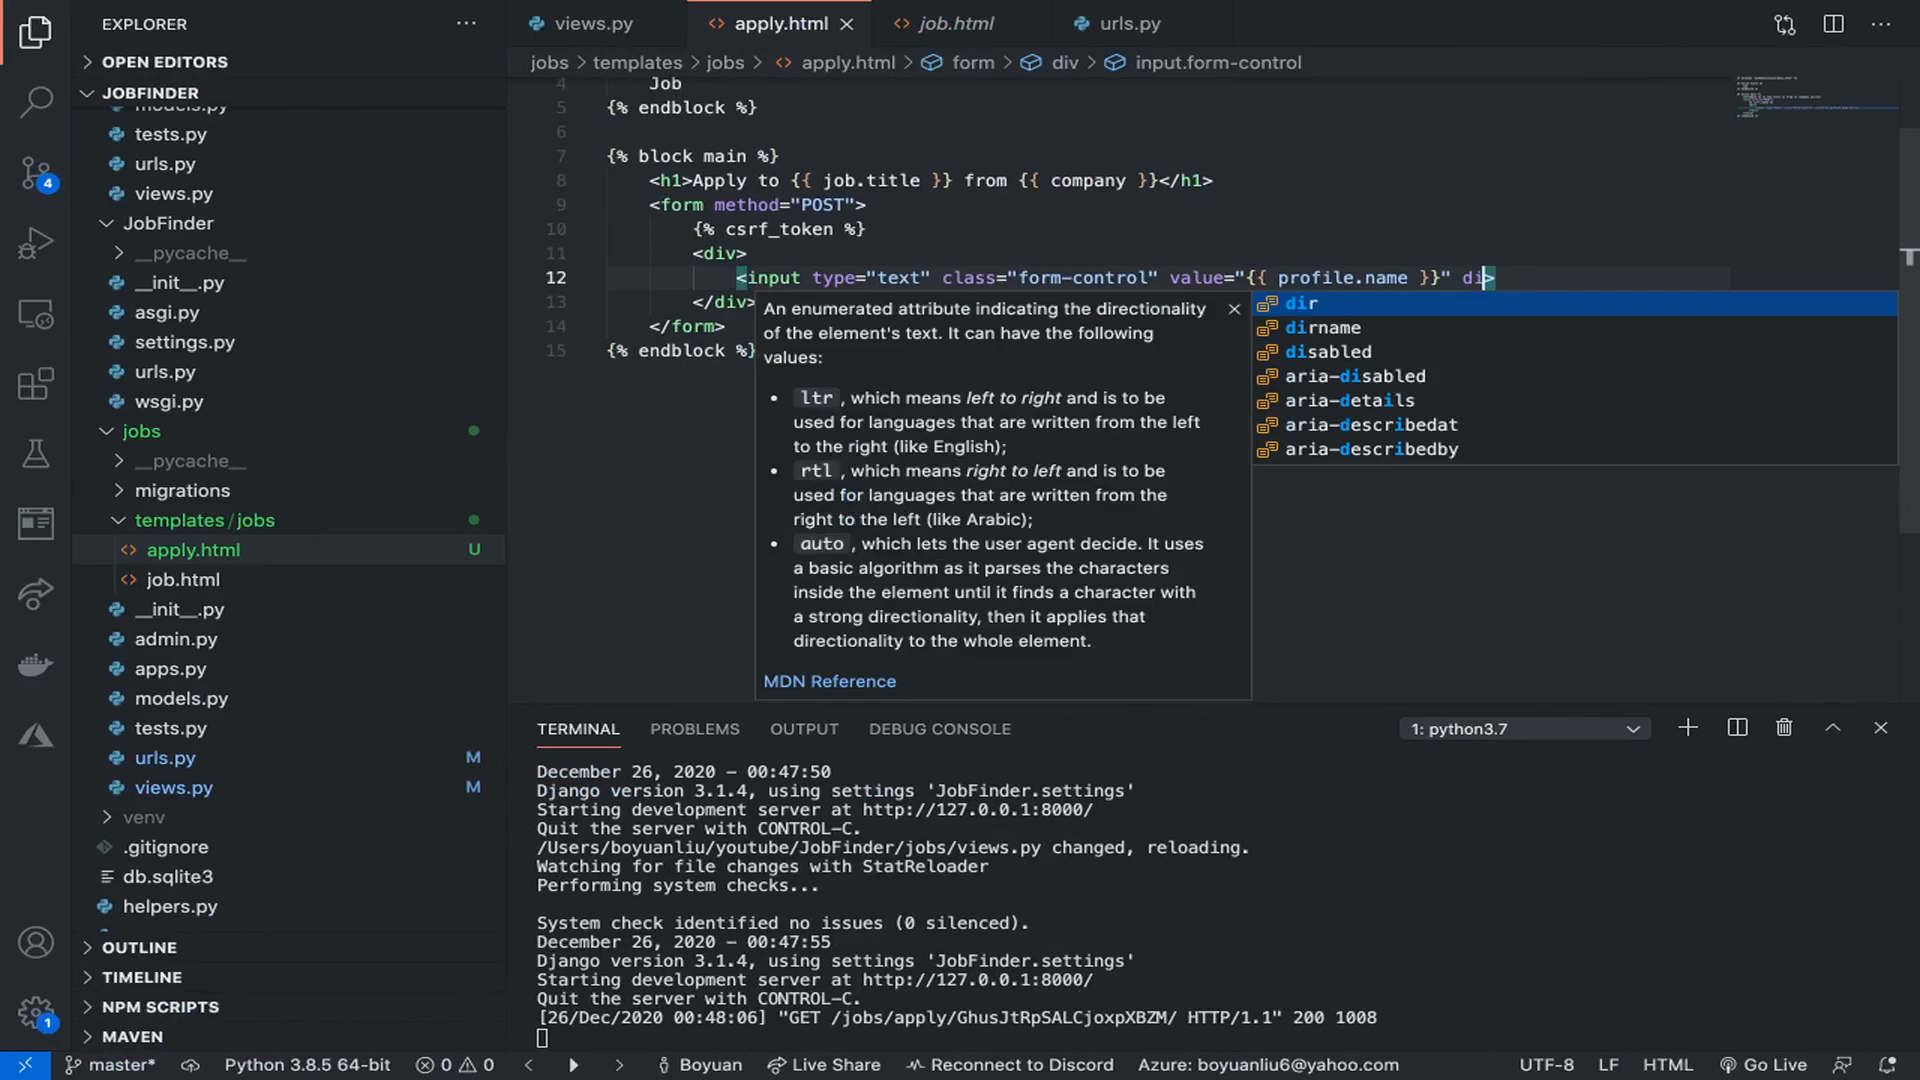 EXPLORER
OPEN EDITORS
JOBFINDER
models.py
tests.py
urls.py
views.py
JobFinder
__pycache__
__init__.py
asgi.py
settings.py
urls.py
wsgi.py
jobs
__pycache__
migrations
templates/jobs
apply.html U
job.html
__init__.py
admin.py
apps.py
models.py
tests.py
urls.py M
views.py M
venv
.gitignore
db.sqlite3
helpers.py
OUTLINE
TIMELINE
NPM SCRIPTS
MAVEN
4
1
views.py apply.html job.html urls.py
jobs > templates > jobs > apply.html > form > div > input.form-control
4 Job
5 {% endblock %}
6
7 {% block main %}
8 <h1>Apply to {{ job.title }} from {{ company }}</h1>
9 <form method="POST">
10 {% csrf_token %}
11 <div>
12 <input type="text" class="form-control" value="{{ profile.name }}" di>
13 </div>
14 </form>
15 {% endblock %}
An enumerated attribute indicating the directionality
of the element's text. It can have the following
values:
• ltr, which means left to right and is to be
used for languages that are written from the left
to the right (like English);
• rtl, which means right to left and is to be
used for languages that are written from the
right to the left (like Arabic);
• auto, which lets the user agent decide. It uses
a basic algorithm as it parses the characters
inside the element until it finds a character with
a strong directionality, then it applies that
directionality to the whole element.
MDN Reference
dir
dirname
disabled
aria-disabled
aria-details
aria-describedat
aria-describedby
TERMINAL PROBLEMS OUTPUT DEBUG CONSOLE 1: python3.7
December 26, 2020 - 00:47:50
Django version 3.1.4, using settings 'JobFinder.settings'
Starting development server at http://127.0.0.1:8000/
Quit the server with CONTROL-C.
/Users/boyuanliu/youtube/JobFinder/jobs/views.py changed, reloading.
Watching for file changes with StatReloader
Performing system checks...
System check identified no issues (0 silenced).
December 26, 2020 - 00:47:55
Django version 3.1.4, using settings 'JobFinder.settings'
Starting development server at http://127.0.0.1:8000/
Quit the server with CONTROL-C.
[26/Dec/2020 00:48:06] "GET /jobs/apply/GhusJtRpSALCjoxpXBZM/ HTTP/1.1" 200 1008
master* Python 3.8.5 64-bit 0 0 Boyuan Live Share Reconnect to Discord Azure: boyuanliu6@yahoo.com UTF-8 LF HTML Go Live